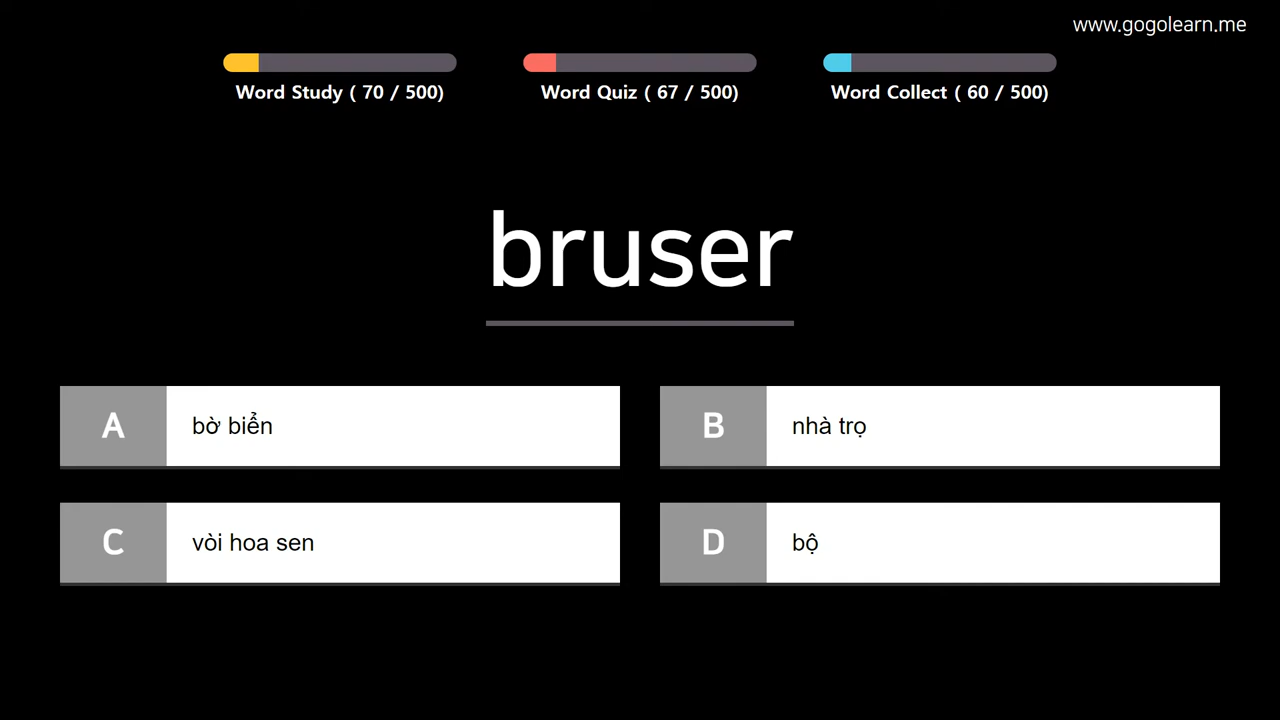 www.gogolearn.me
Word Study ( 70 / 500)
Word Quiz ( 67 / 500)
Word Collect ( 60 / 500)
bruser
A bờ biển
B nhà trọ
C vòi hoa sen
D bộ